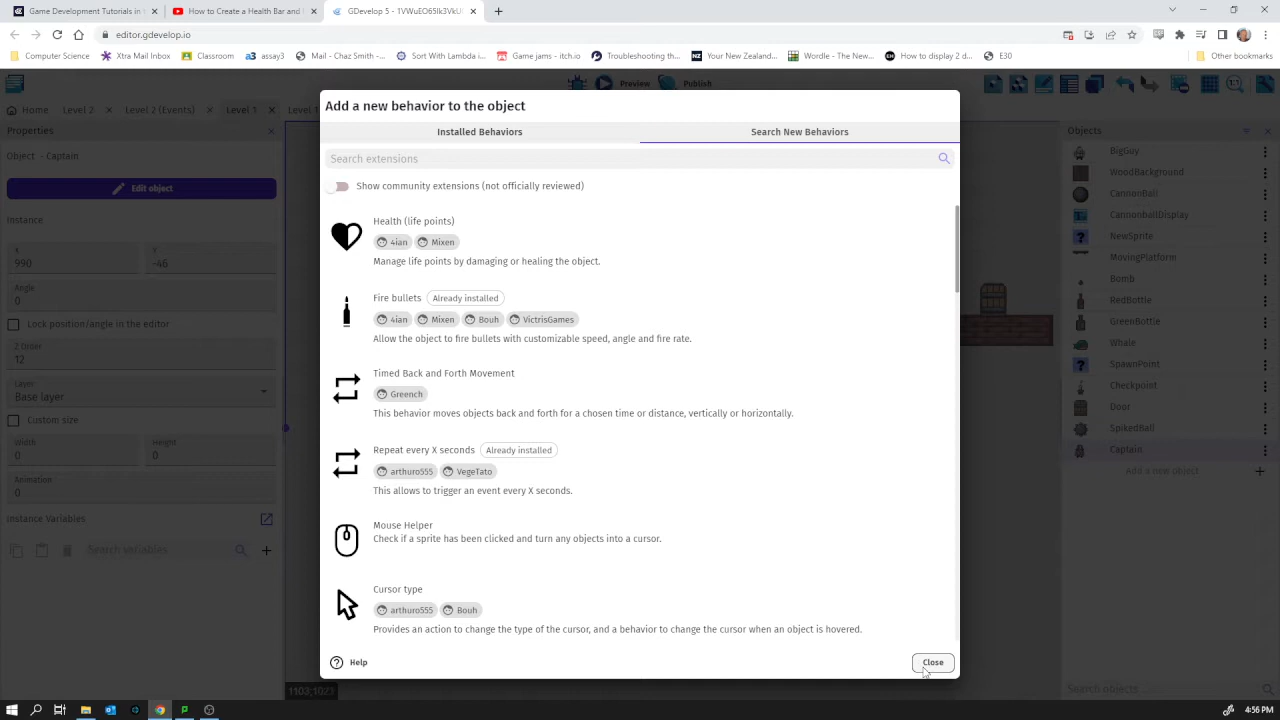 Game Development Tutorials in
How to Create a Health Bar and
GDevelop 5 - 1VWuEO65Ik3VkU
editor.gdevelop.io
Computer Science
Xtra Mail Inbox
Classroom
assay3
Mail - Chaz Smith -...
Sort With Lambda i...
Game jams - itch.io
Troubleshooting th...
Your New Zealand...
Wordle - The New...
How to display 2 d...
E30
Other bookmarks
Preview
Publish
Home
Level 2
Level 2 (Events)
Level 1
Properties
Object - Captain
Edit object
Instance
X
990
Y
-46
Angle
0
Lock position/angle in the editor
Z Order
12
Layer
Base layer
Custom size
Width
0
Height
0
Animation
0
Instance Variables
Search variables
Add a new behavior to the object
Installed Behaviors
Search New Behaviors
Search extensions
Show community extensions (not officially reviewed)
Health (life points)
4ian Mixen
Manage life points by damaging or healing the object.
Fire bullets Already installed
4ian Mixen Bouh VictrisGames
Allow the object to fire bullets with customizable speed, angle and fire rate.
Timed Back and Forth Movement
Greench
This behavior moves objects back and forth for a chosen time or distance, vertically or horizontally.
Repeat every X seconds Already installed
arthuro555 VegeTato
This allows to trigger an event every X seconds.
Mouse Helper
Check if a sprite has been clicked and turn any objects into a cursor.
Cursor type
arthuro555 Bouh
Provides an action to change the type of the cursor, and a behavior to change the cursor when an object is hovered.
Help
Close
1103;1023
Objects
BigGuy
WoodBackground
CannonBall
CannonballDisplay
NewSprite
MovingPlatform
Bomb
RedBottle
GreenBottle
Whale
SpawnPoint
Checkpoint
Door
SpikedBall
Captain
Add a new object
Search objects
4:56 PM